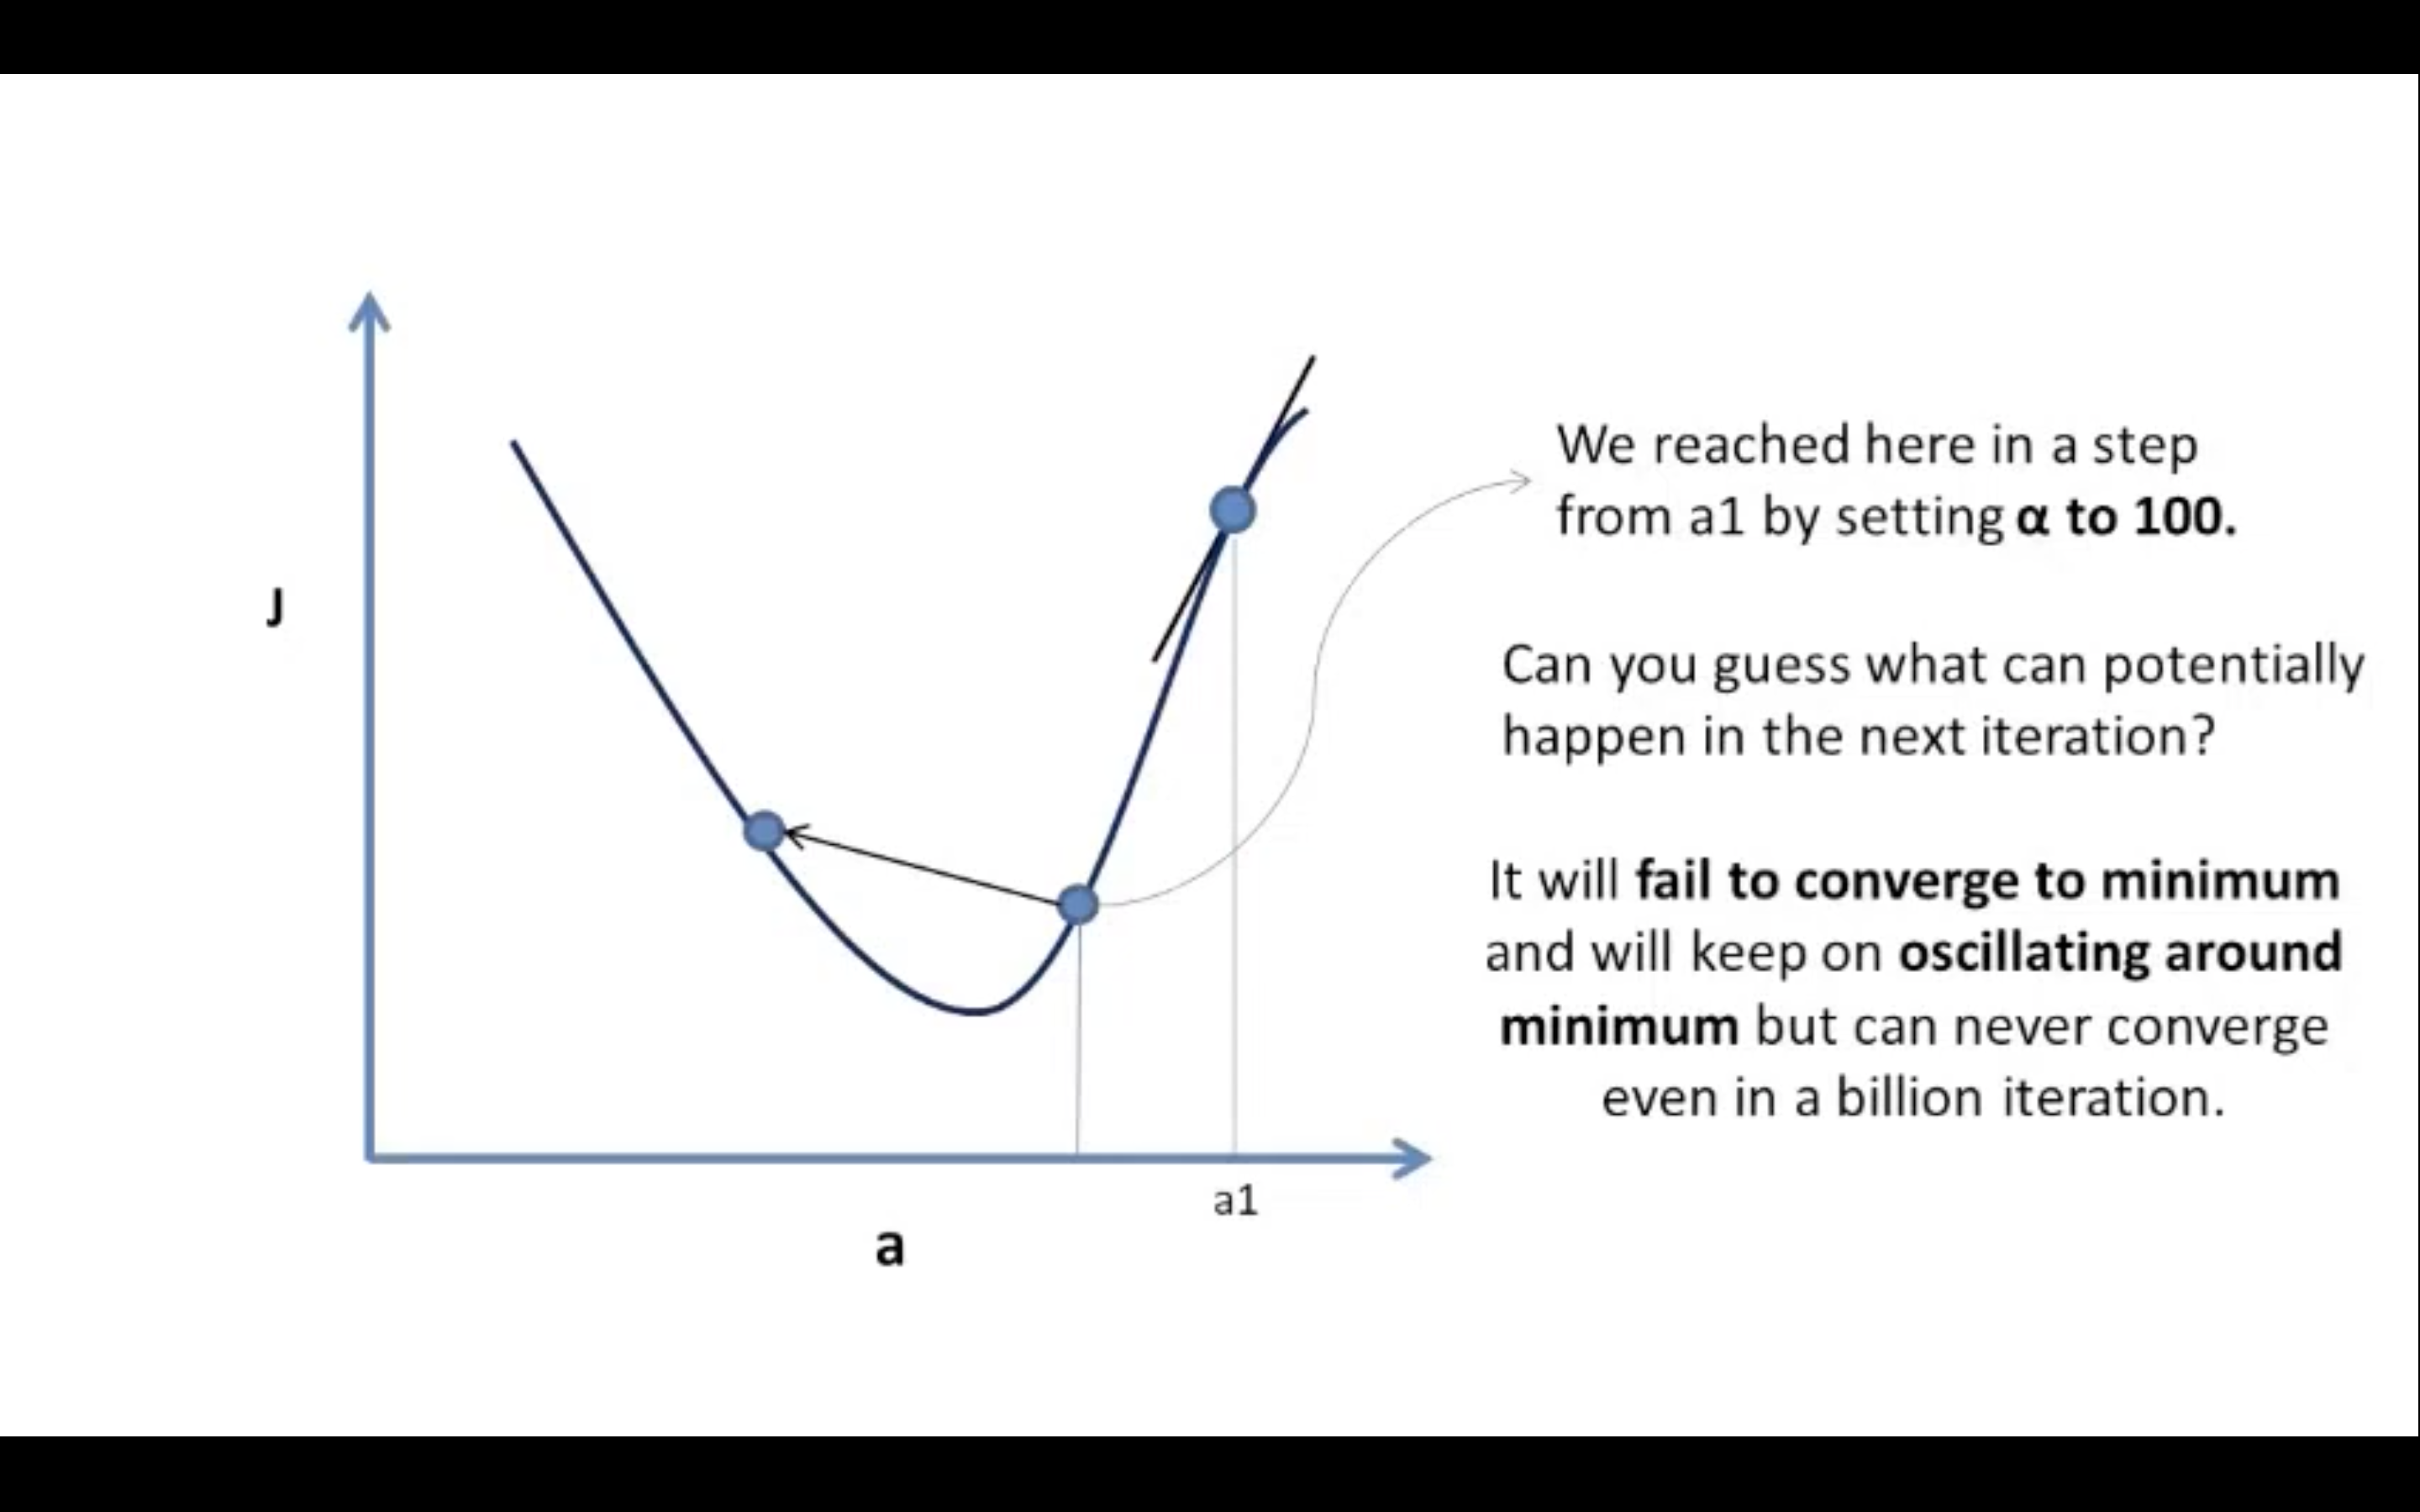 We reached here in a step
from a1 by setting α to 100.
Can you guess what can potentially
happen in the next iteration?
J
It will fail to converge to minimum
and will keep on oscillating around
minimum but can never converge
even in a billion iteration.
a1
a